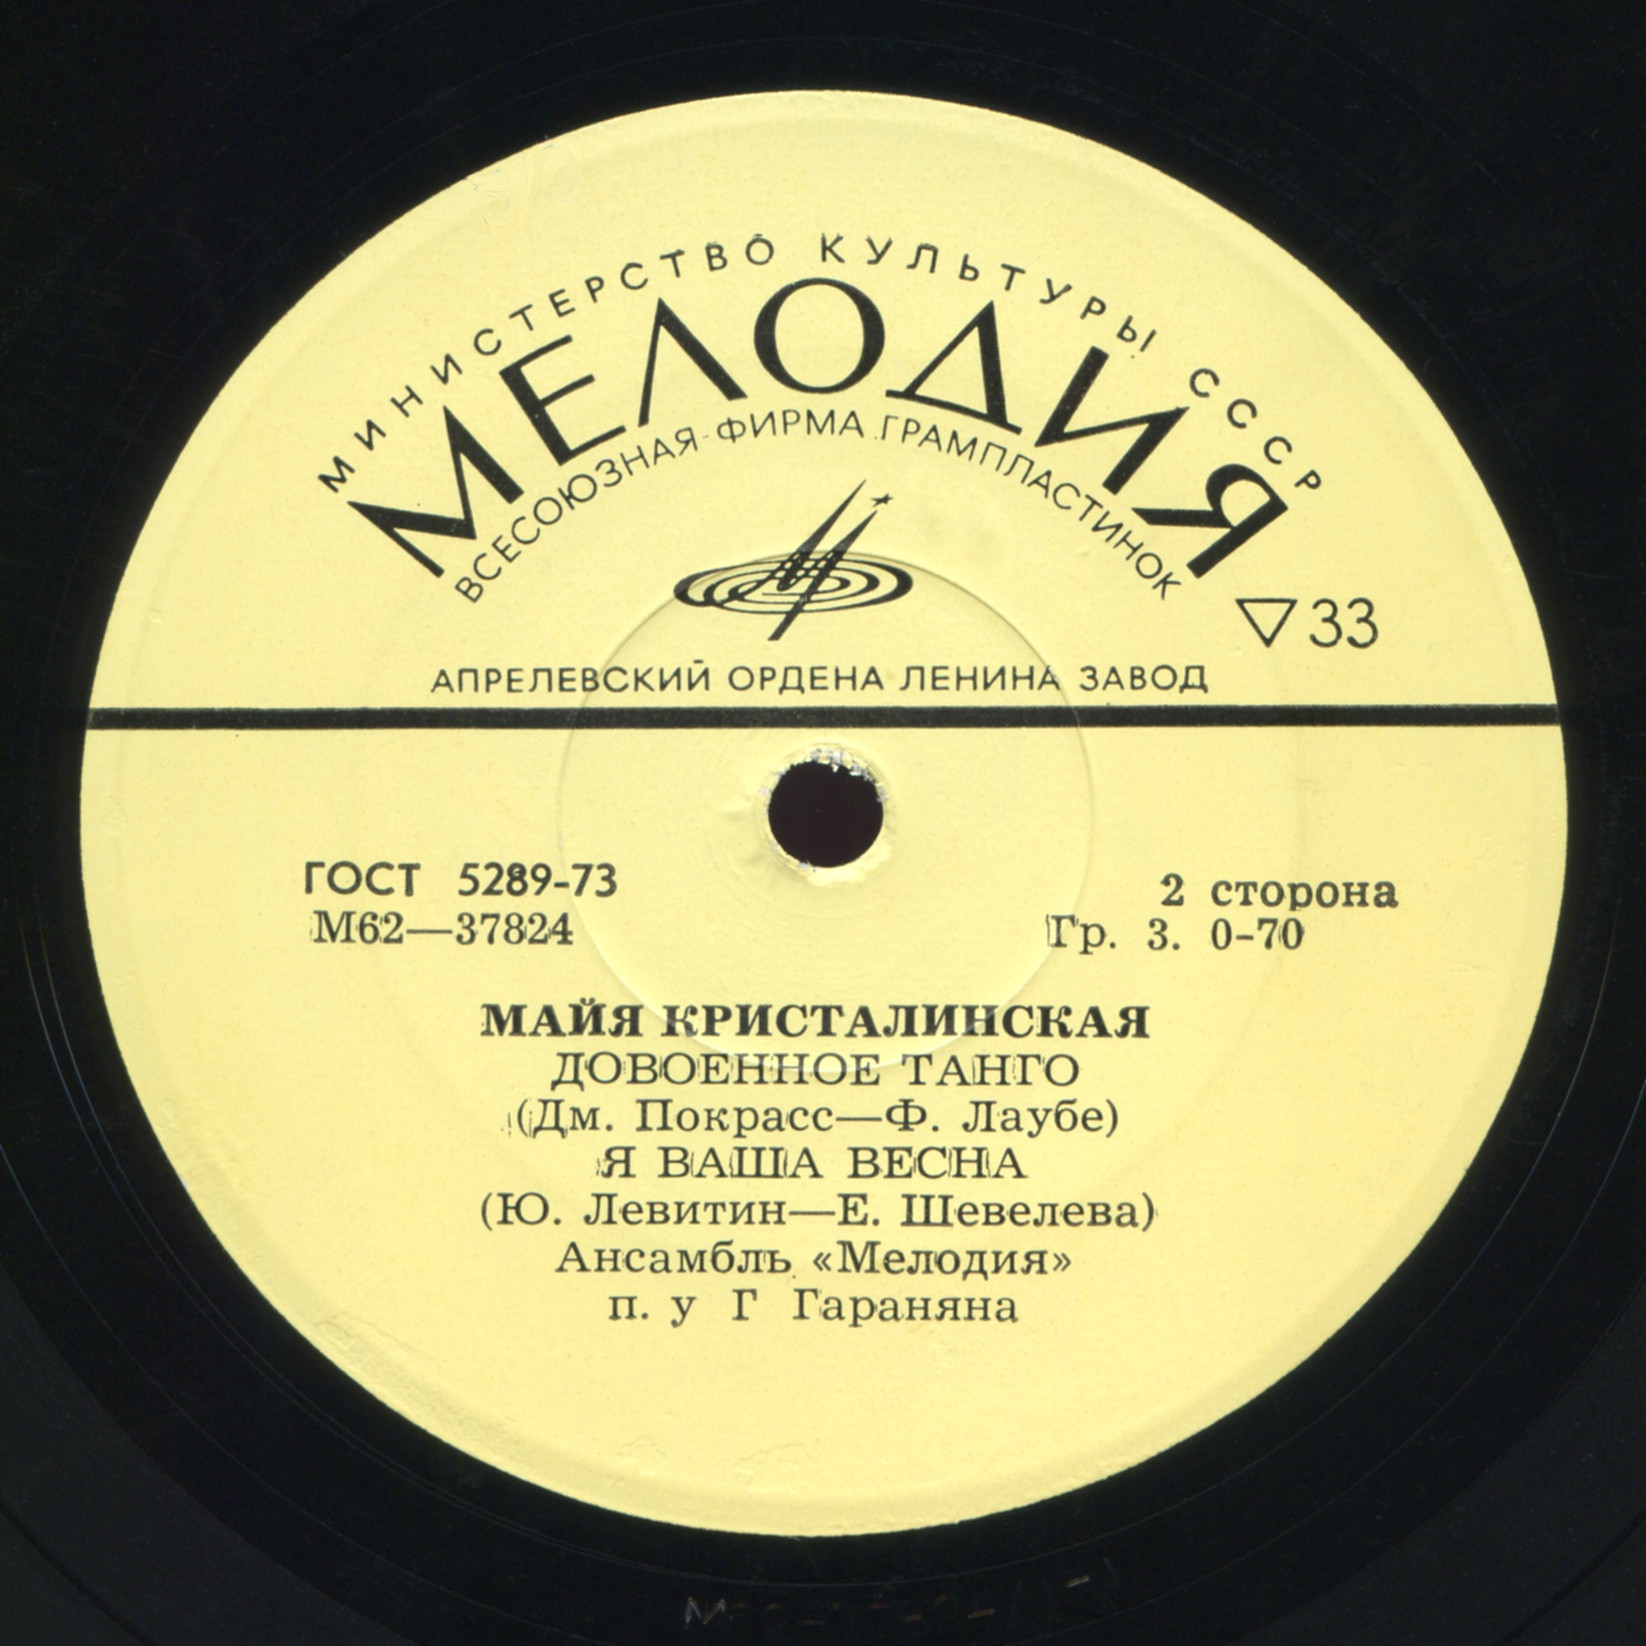 МИНИСТЕРСТВО КУЛЬТУРЫ СССР
МЕЛОДИЯ
ВСЕСОЮЗНАЯ ФИРМА ГРАМПЛАСТИНОК
33
АПРЕЛЕВСКИЙ ОРДЕНА ЛЕНИНА ЗАВОД
ГОСТ 5289-73
2 сторона
М62—37824
Гр. 3. 0-70
МАЙЯ КРИСТАЛИНСКАЯ
ДОВОЕННОЕ ТАНГО
(Дм. Покрасс—Ф. Лаубе)
Я ВАША ВЕСНА
(Ю. Левитин—Е. Шевелева)
Ансамбль «Мелодия»
п. у Г Гараняна